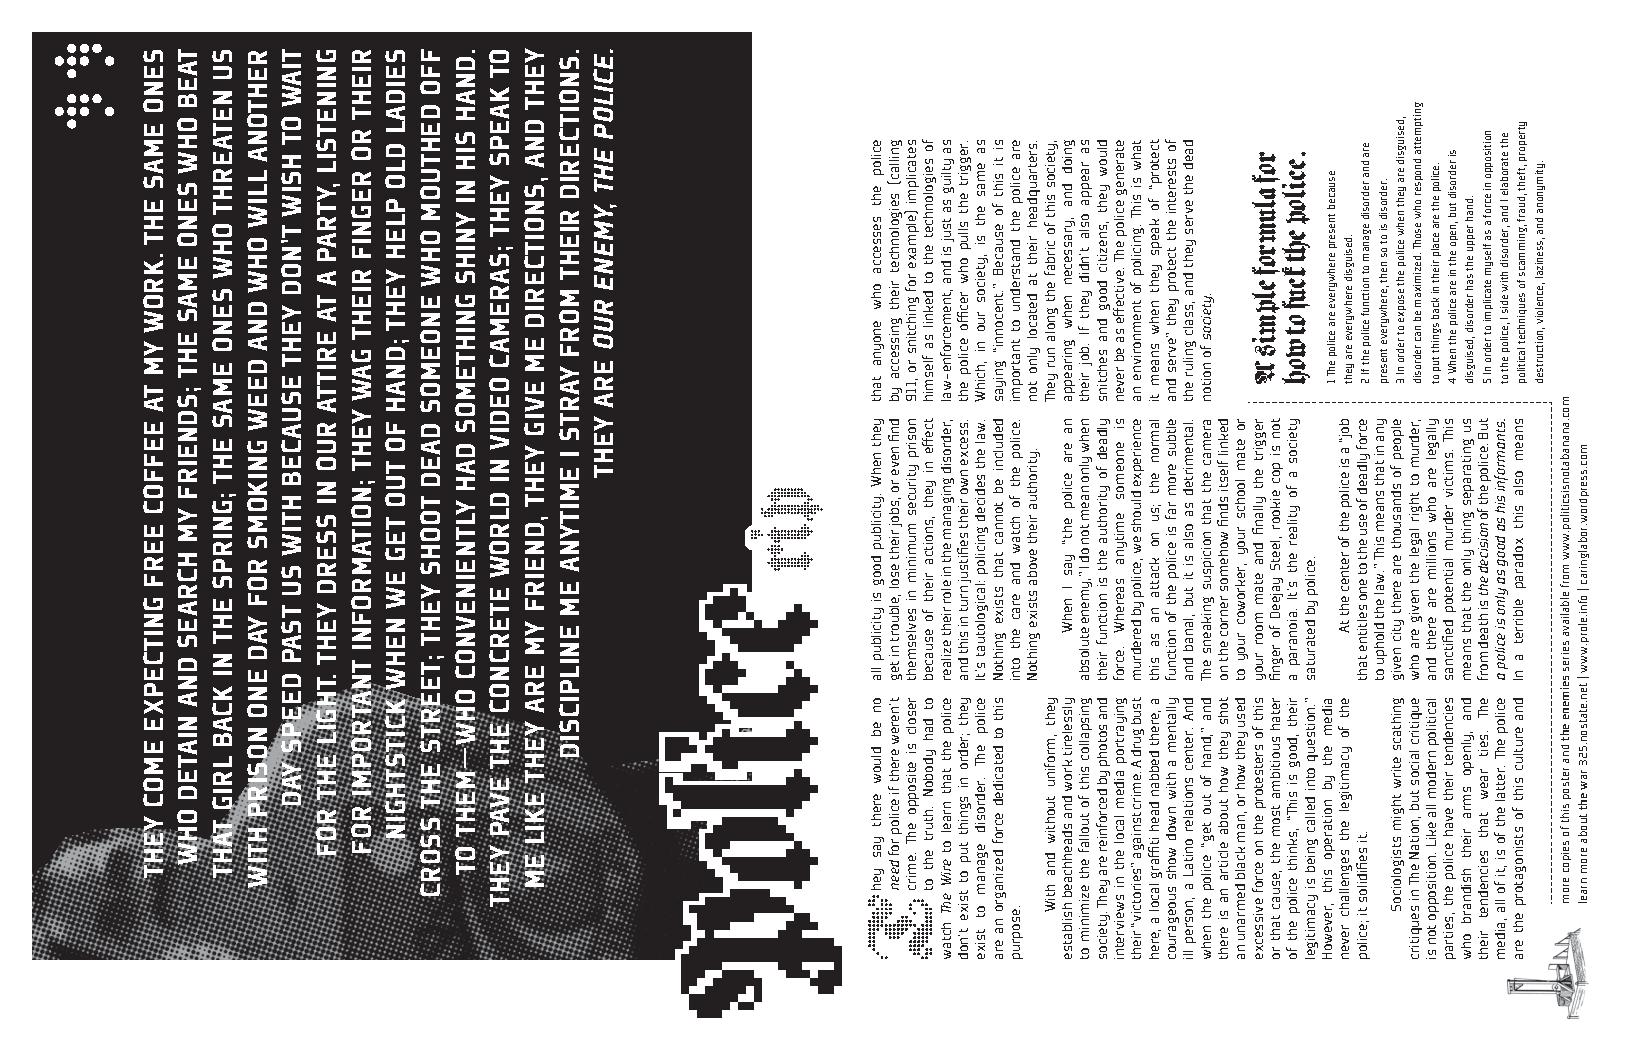 THEY COME EXPECTING FREE COFFEE AT MY WORK. THE SAME ONES
WHO DETAIN AND SEARCH MY FRIENDS; THE SAME ONES WHO BEAT
THAT GIRL BACK IN THE SPRING; THE SAME ONES WHO THREATEN US
WITH PRISON ONE DAY FOR SMOKING WEED AND WHO WILL ANOTHER
DAY SPEED PAST US WITH BECAUSE THEY DON'T WISH TO WAIT
FOR THE LIGHT. THEY DRESS IN OUR ATTIRE AT A PARTY, LISTENING
FOR IMPORTANT INFORMATION; THEY WAG THEIR FINGER OR THEIR
NIGHTSTICK WHEN WE GET OUT OF HAND; THEY HELP OLD LADIES
CROSS THE STREET; THEY SHOOT DEAD SOMEONE WHO MOUTHED OFF
TO THEM—WHO CONVENIENTLY HAD SOMETHING SHINY IN HIS HAND.
THEY PAVE THE CONCRETE WORLD IN VIDEO CAMERAS; THEY SPEAK TO
ME LIKE THEY ARE MY FRIEND, THEY GIVE ME DIRECTIONS, AND THEY
DISCIPLINE ME ANYTIME I STRAY FROM THEIR DIRECTIONS.
THEY ARE OUR ENEMY, THE POLICE.
police
They say there would be no
need for police if there weren't
crime. The opposite is closer
to the truth. Nobody had to
watch The Wire to learn that the police
don't exist to put things in order; they
exist to manage disorder. The police
are an organized force dedicated to this
purpose.
With and without uniform, they
establish beachheads and work tirelessly
to minimize the fallout of this collapsing
society. They are reinforced by photos and
interviews in the local media portraying
their "victories" against crime. A drug bust
here, a local graffiti head nabbed there, a
courageous show down with a mentally
ill person, a Latino relations center. And
when the police "get out of hand," and
there is an article about how they shot
an unarmed black man, or how they used
excessive force on the protesters of this
or that cause, the most ambitious hater
of the police thinks, "This is good, their
legitimacy is being called into question."
However, this operation by the media
never challenges the legitimacy of the
police; it solidifies it.
Sociologists might write scathing
critiques in The Nation, but social critique
is not opposition. Like all modern political
parties, the police have their tendencies
who brandish their arms openly, and
their tendencies that wear ties. The
media, all of it, is of the latter. The police
are the protagonists of this culture and
all publicity is good publicity. When they
get in trouble, lose their jobs, or even find
themselves in minimum security prison
because of their actions, they in effect
realize their role in the managing disorder,
and this in turn justifies their own excess.
It's tautological: policing decides the law.
Nothing exists that cannot be included
into the care and watch of the police.
Nothing exists above their authority.
When I say "the police are an
absolute enemy," I do not mean only when
their function is the authority of deadly
force. Whereas anytime someone is
murdered by police, we should experience
this as an attack on us; the normal
function of the police is far more subtle
and banal, but it is also as detrimental.
The sneaking suspicion that the camera
on the corner somehow finds itself linked
to your coworker, your school mate or
your room mate and finally the trigger
finger of Deejay Steel, rookie cop is not
a paranoia. It's the reality of a society
saturated by police.
At the center of the police is a "job
that entitles one to the use of deadly force
to uphold the law." This means that in any
given city there are thousands of people
who are given the legal right to murder,
and there are millions who are legally
sanctified potential murder victims. This
means that the only thing separating us
from death is the decision of the police. But
a police is only as good as his informants.
In a terrible paradox this also means
that anyone who accesses the police
by accessing their technologies (calling
911, or snitching for example) implicates
himself as linked to the technologies of
law-enforcement, and is just as guilty as
the police officer who pulls the trigger.
Which, in our society, is the same as
saying "innocent." Because of this it is
important to understand the police are
not only located at their headquarters.
They run along the fabric of this society,
appearing when necessary, and doing
their job. If they didn't also appear as
snitches and good citizens, they would
never be as effective. The police generate
an environment of policing. This is what
it means when they speak of "protect
and serve" they protect the interests of
the ruling class, and they serve the dead
notion of society.
A simple formula for
how to fuck the police.
1 The police are everywhere present because
they are everywhere disguised.
2 If the police function to manage disorder and are
present everywhere, then so to is disorder.
3 In order to expose the police when they are disguised,
disorder can be maximized. Those who respond attempting
to put things back in their place are the police.
4 When the police are in the open, but disorder is
disguised, disorder has the upper hand.
5 In order to implicate myself as a force in opposition
to the police, I side with disorder, and I elaborate the
political techniques of scamming, fraud, theft, property
destruction, violence, laziness, and anonymity.
more copies of this poster and the enemies series available from www.politicsisnotabanana.com
learn more about the war 325.nostate.net | www.prole.info | caringlabor.wordpress.com